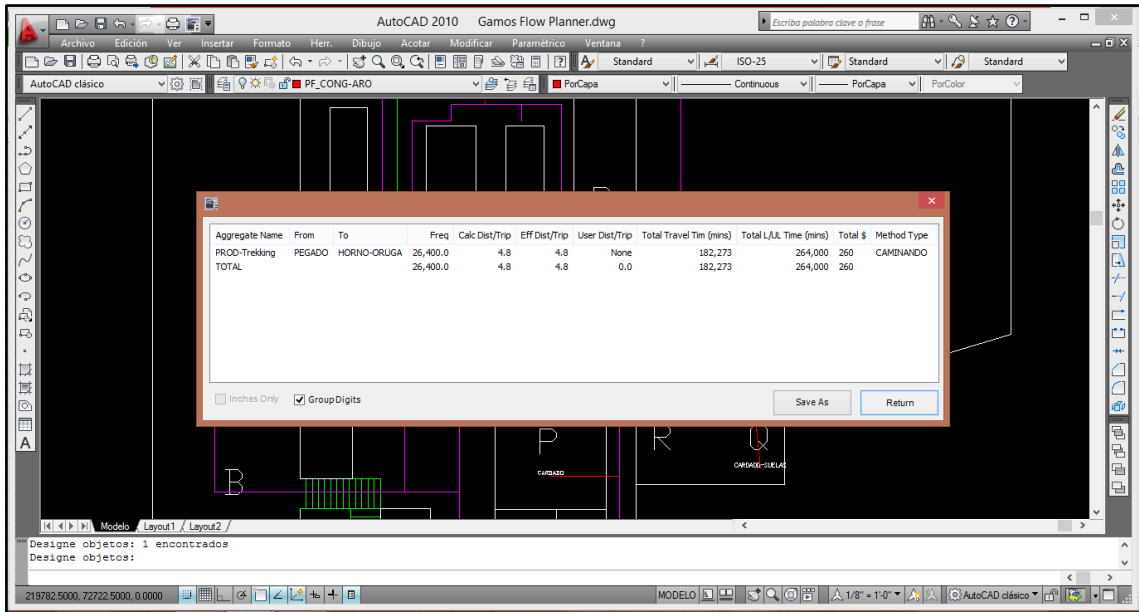 AutoCAD 2010 Gamos Flow Planner.dwg
Escriba palabra clave o frase
Archivo Edición Ver Insertar Formato Herr. Dibujo Acotar Modificar Paramétrico Ventana ?
Standard ISO-25 Standard Standard
AutoCAD clásico PF_CONG-ARO PorCapa Continuous PorCapa PorColor
Aggregate Name From To Freq Calc Dist/Trip Eff Dist/Trip User Dist/Trip Total Travel Tim (mins) Total L/UL Time (mins) Total $ Method Type
PROD-Trekking PEGADO HORNO-ORUGA 26,400.0 4.8 4.8 None 182,273 264,000 260 CAMINANDO
TOTAL 26,400.0 4.8 4.8 0.0 182,273 264,000 260
Inches Only Group Digits Save As Return
P R Q
CARDADO CARDADO-SUELAS
B
Modelo Layout1 Layout2
Designe objetos: 1 encontrados
Designe objetos:
219782.5000, 72722.5000, 0.0000 MODELO 1/8" = 1'-0" AutoCAD clásico